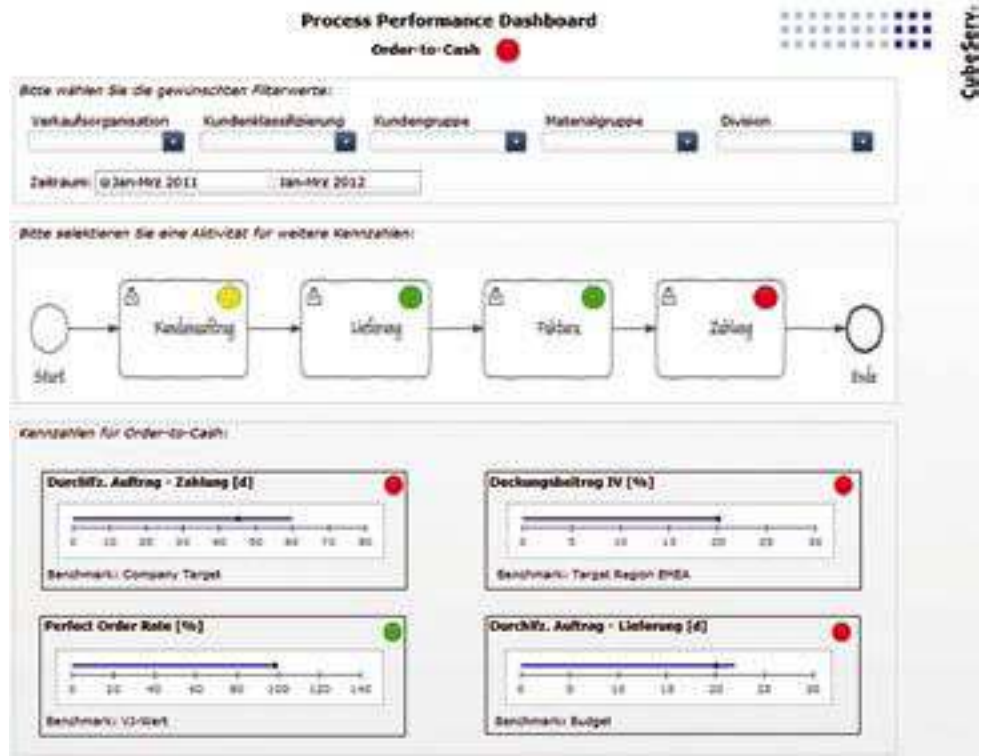 Process Performance Dashboard
CubeServ
Order-to-Cash
Bitte wählen Sie die gewünschten Filterwerte:
Verkaufsorganisation Kundenklassifizierung Kundengruppe Materialgruppe Division
Zeitraum: Jan-Mrz 2011 Jan-Mrz 2012
Bitte selektieren Sie eine Aktivität für weitere Kennzahlen:
Kundenauftrag Lieferung Faktura Zahlung
Start Ende
Kennzahlen für Order-to-Cash:
Durchlfz. Auftrag - Zahlung [d] Deckungsbeitrag IV [%]
0 10 20 30 40 50 60 70 80 0 5 10 15 20 25 30
Benchmark: Company Target Benchmark: Target Region EMEA
Perfect Order Rate [%] Durchlfz. Auftrag - Lieferung [d]
0 20 40 60 80 100 120 140 0 5 10 15 20 25 30
Benchmark: VJ-Wert Benchmark: Budget